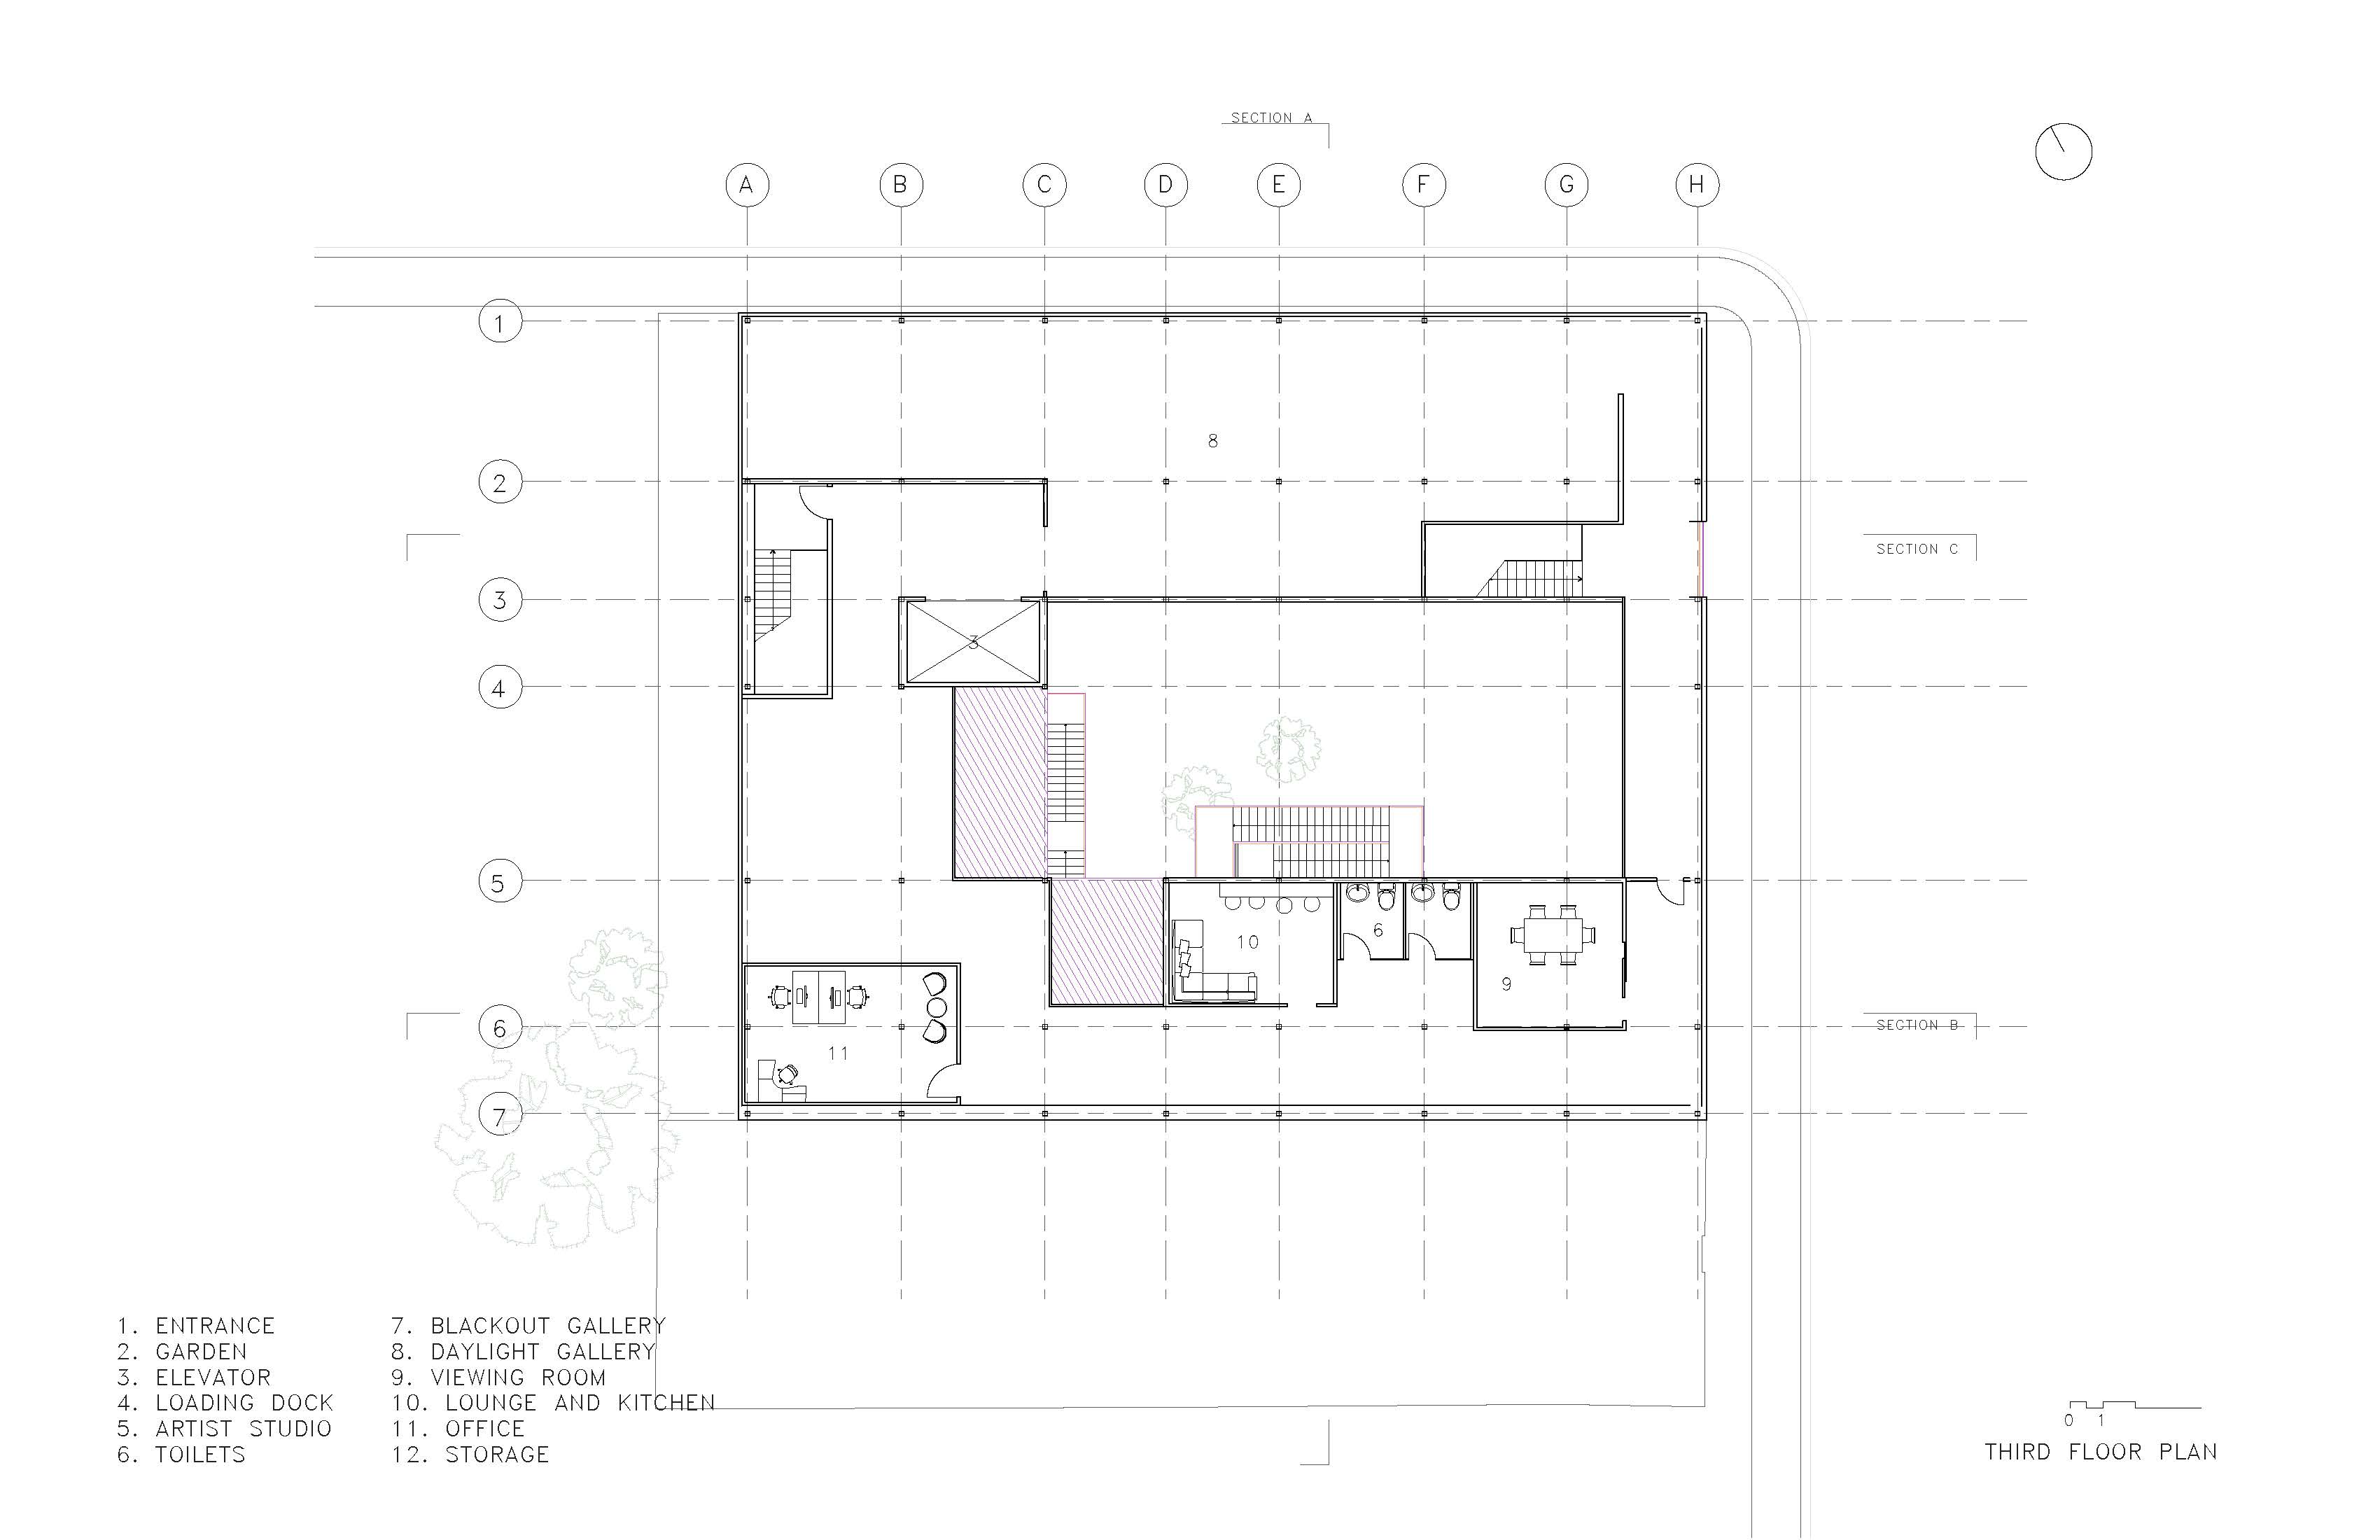 SECTION A
A B C D E F G H
1
8
2
SECTION C
3
3
4
5
6
10
9
6
SECTION B
11
7
1. ENTRANCE
2. GARDEN
3. ELEVATOR
4. LOADING DOCK
5. ARTIST STUDIO
6. TOILETS
7. BLACKOUT GALLERY
8. DAYLIGHT GALLERY
9. VIEWING ROOM
10. LOUNGE AND KITCHEN
11. OFFICE
12. STORAGE
0 1
THIRD FLOOR PLAN